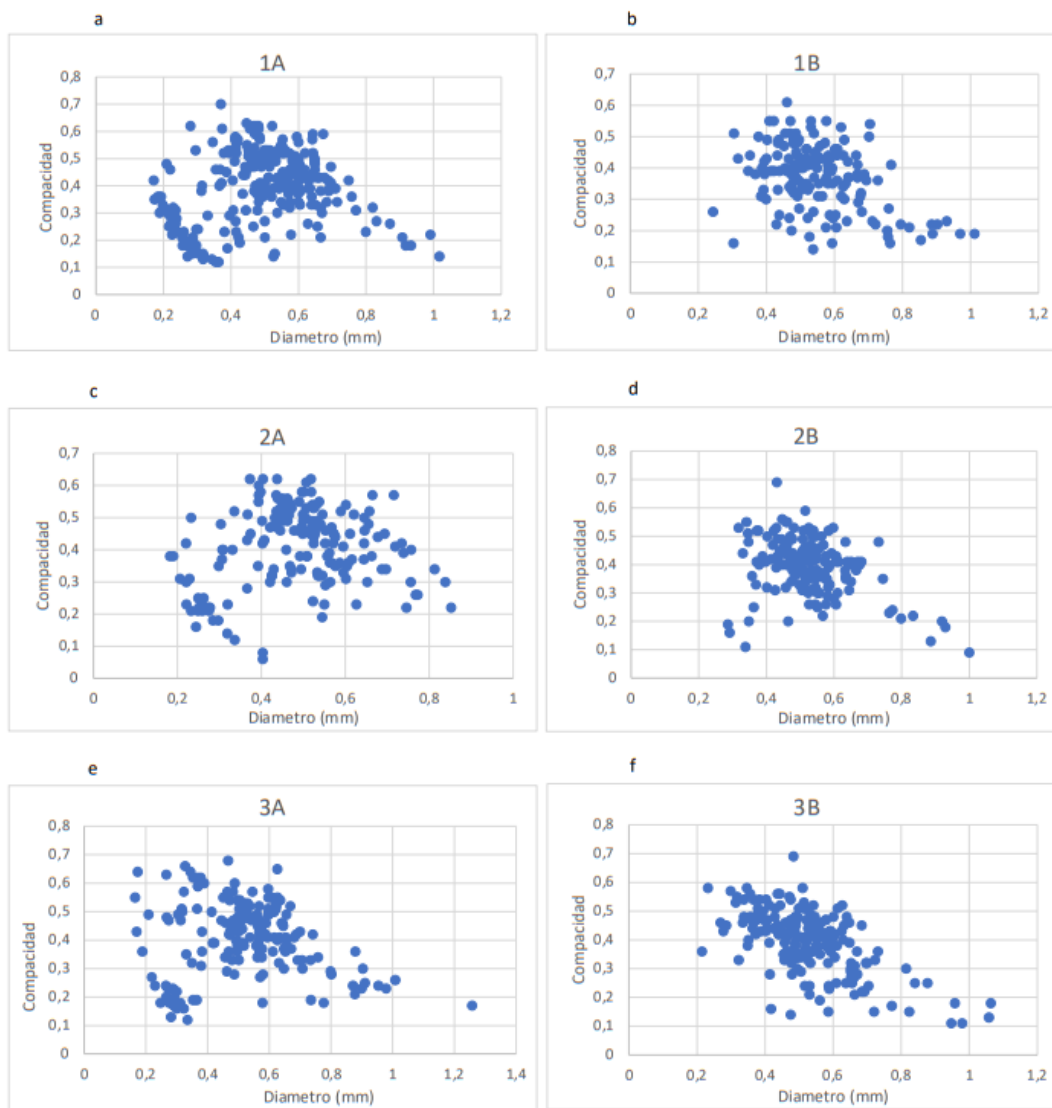 a
1A
Compacidad
0,8
0,7
0,6
0,5
0,4
0,3
0,2
0,1
0
0 0,2 0,4 0,6 0,8 1 1,2
Diametro (mm)
b
1B
Compacidad
0,7
0,6
0,5
0,4
0,3
0,2
0,1
0
0 0,2 0,4 0,6 0,8 1 1,2
Diametro (mm)
c
2A
Compacidad
0,7
0,6
0,5
0,4
0,3
0,2
0,1
0
0 0,2 0,4 0,6 0,8 1
Diametro (mm)
d
2B
Compacidad
0,8
0,7
0,6
0,5
0,4
0,3
0,2
0,1
0
0 0,2 0,4 0,6 0,8 1 1,2
Diametro (mm)
e
3A
Compacidad
0,8
0,7
0,6
0,5
0,4
0,3
0,2
0,1
0
0 0,2 0,4 0,6 0,8 1 1,2 1,4
Diametro (mm)
f
3B
Compacidad
0,8
0,7
0,6
0,5
0,4
0,3
0,2
0,1
0
0 0,2 0,4 0,6 0,8 1 1,2
Diametro (mm)